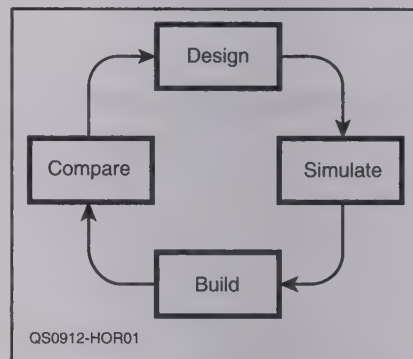 Design
Simulate
Build
Compare
QS0912-HOR01